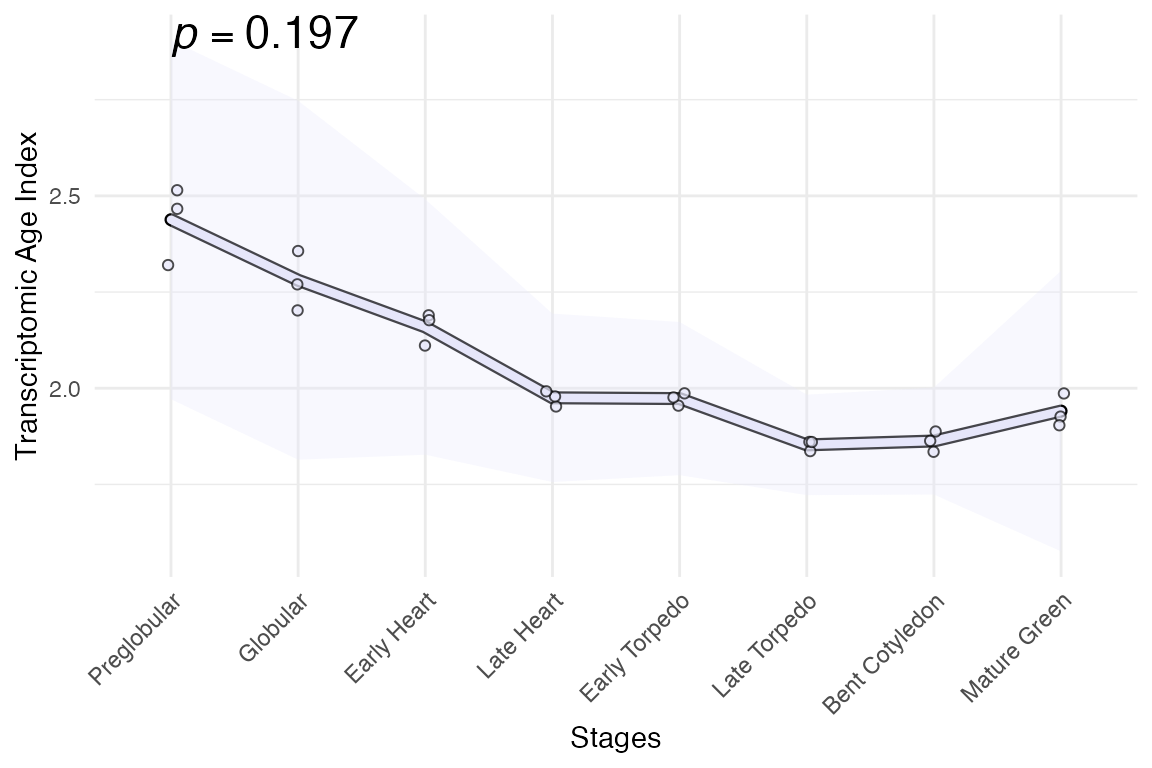 p = 0.197
Transcriptomic Age Index
2.5
2.0
Preglobular
Globular
Early Heart
Late Heart
Early Torpedo
Late Torpedo
Bent Cotyledon
Mature Green
Stages